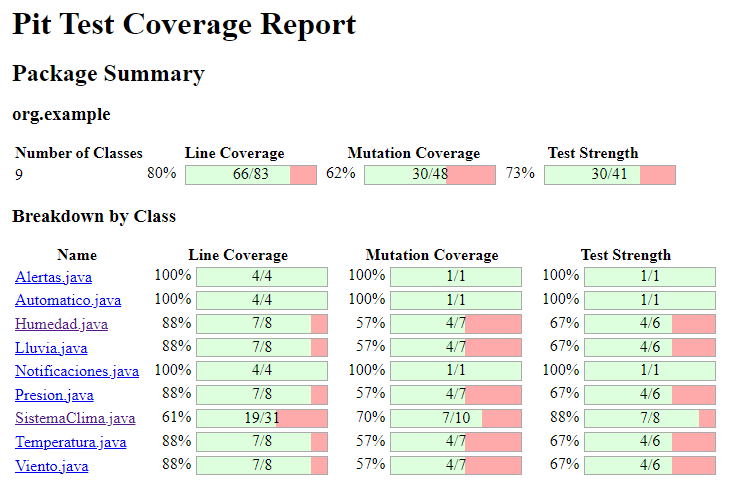 Pit Test Coverage Report
Package Summary
org.example
Number of Classes Line Coverage Mutation Coverage Test Strength
9 80% 66/83 62% 30/48 73% 30/41
Breakdown by Class
Name Line Coverage Mutation Coverage Test Strength
Alertas.java 100% 4/4 100% 1/1 100% 1/1
Automatico.java 100% 4/4 100% 1/1 100% 1/1
Humedad.java 88% 7/8 57% 4/7 67% 4/6
Lluvia.java 88% 7/8 57% 4/7 67% 4/6
Notificaciones.java 100% 4/4 100% 1/1 100% 1/1
Presion.java 88% 7/8 57% 4/7 67% 4/6
SistemaClima.java 61% 19/31 70% 7/10 88% 7/8
Temperatura.java 88% 7/8 57% 4/7 67% 4/6
Viento.java 88% 7/8 57% 4/7 67% 4/6